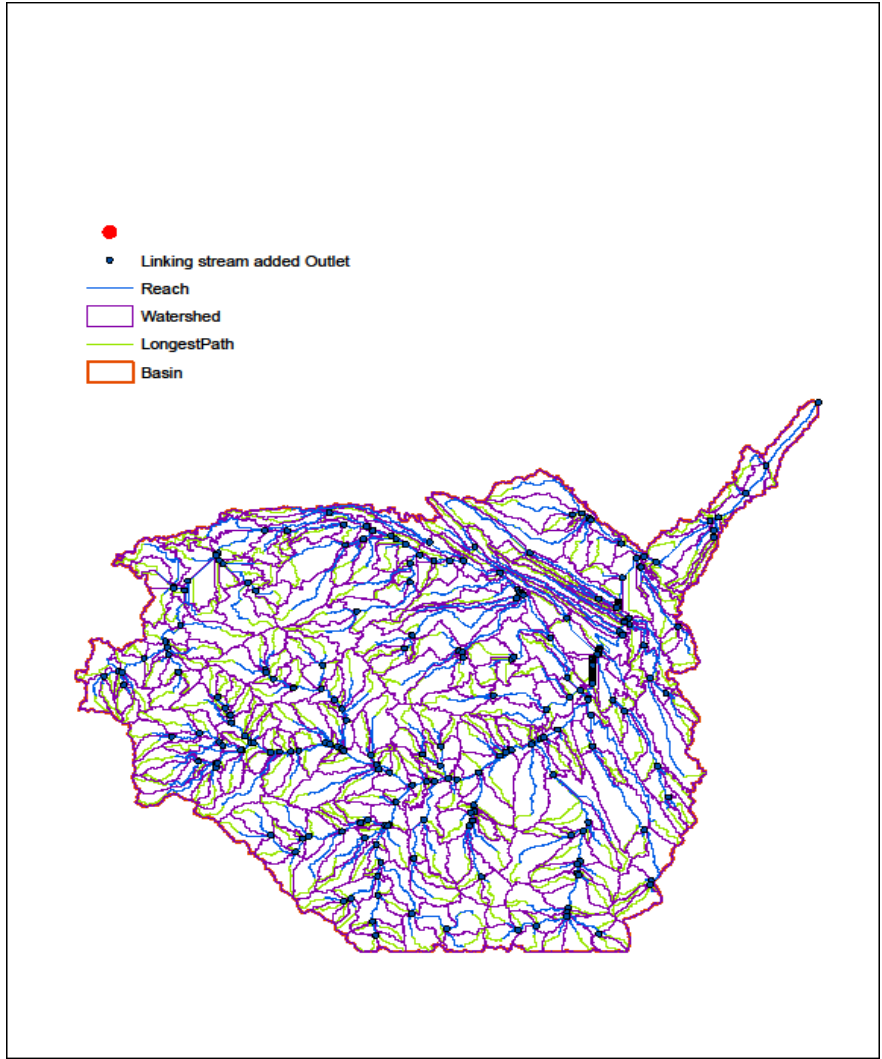 Linking stream added Outlet
Reach
Watershed
LongestPath
Basin